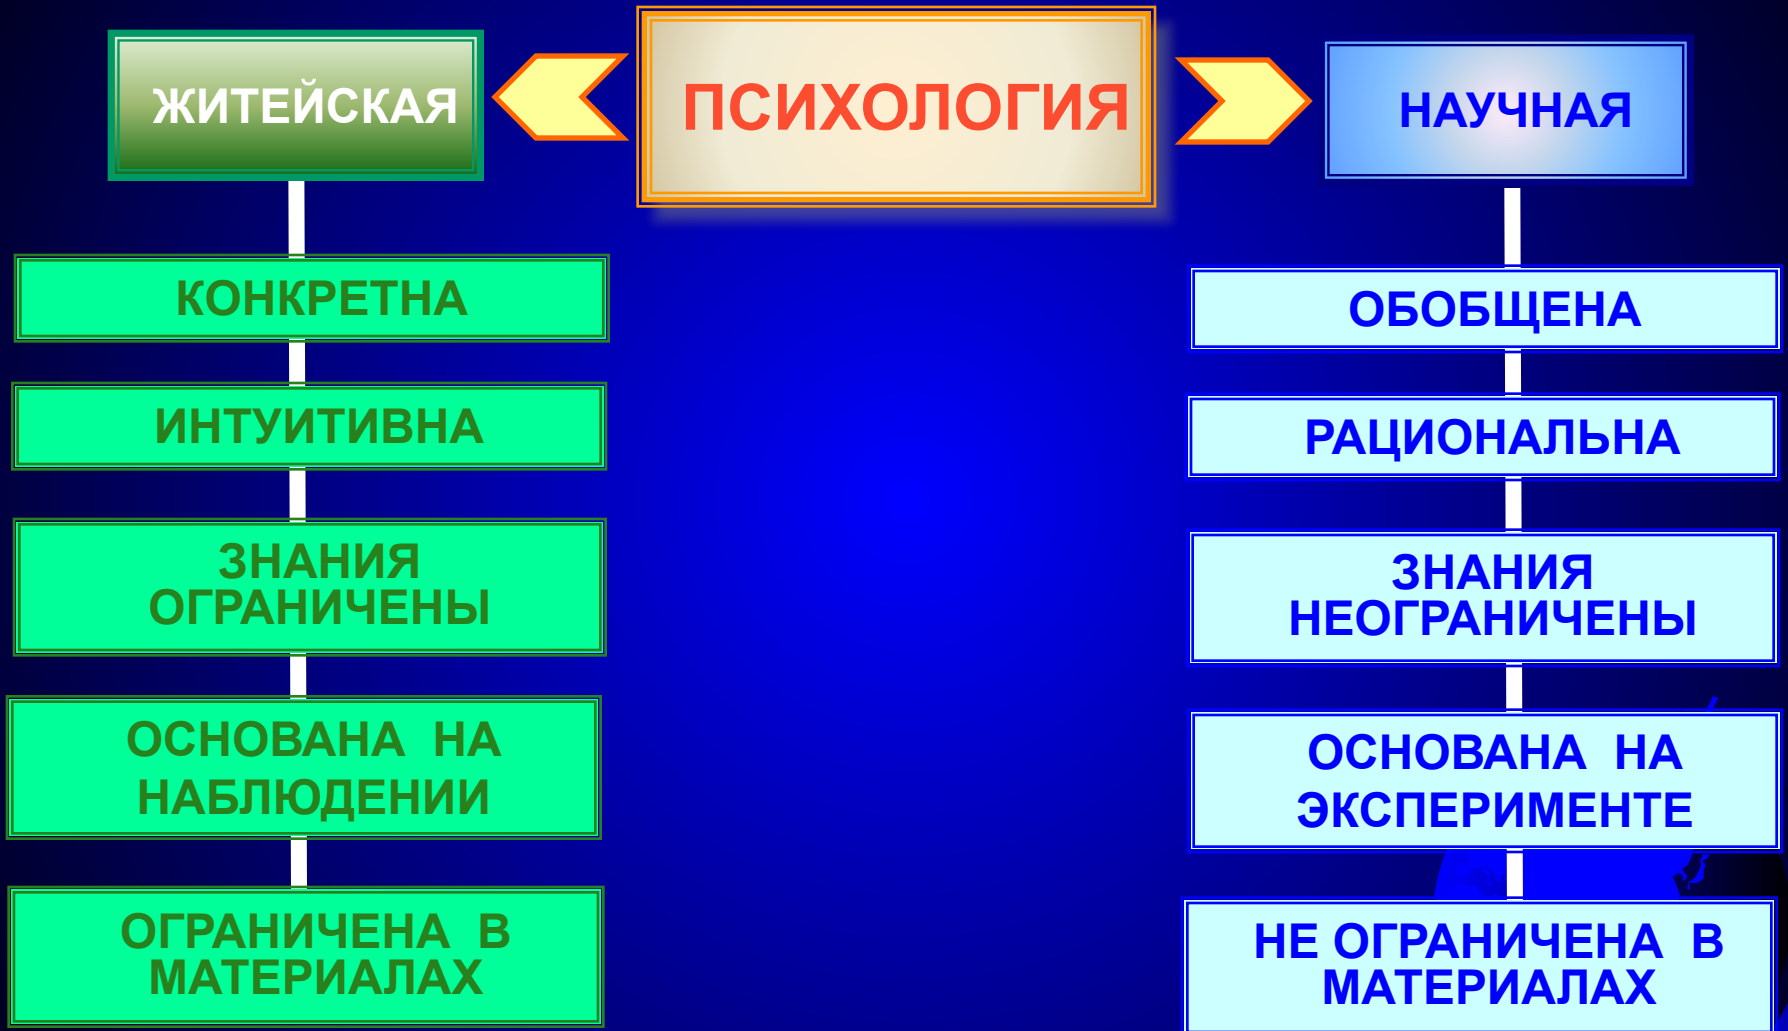 ЖИТЕЙСКАЯ
ПСИХОЛОГИЯ
НАУЧНАЯ
КОНКРЕТНА
ИНТУИТИВНА
ЗНАНИЯ
ОГРАНИЧЕНЫ
ОСНОВАНА НА
НАБЛЮДЕНИИ
ОГРАНИЧЕНА В
МАТЕРИАЛАХ
ОБОБЩЕНА
РАЦИОНАЛЬНА
ЗНАНИЯ
НЕОГРАНИЧЕНЫ
ОСНОВАНА НА
ЭКСПЕРИМЕНТЕ
НЕ ОГРАНИЧЕНА В
МАТЕРИАЛАХ